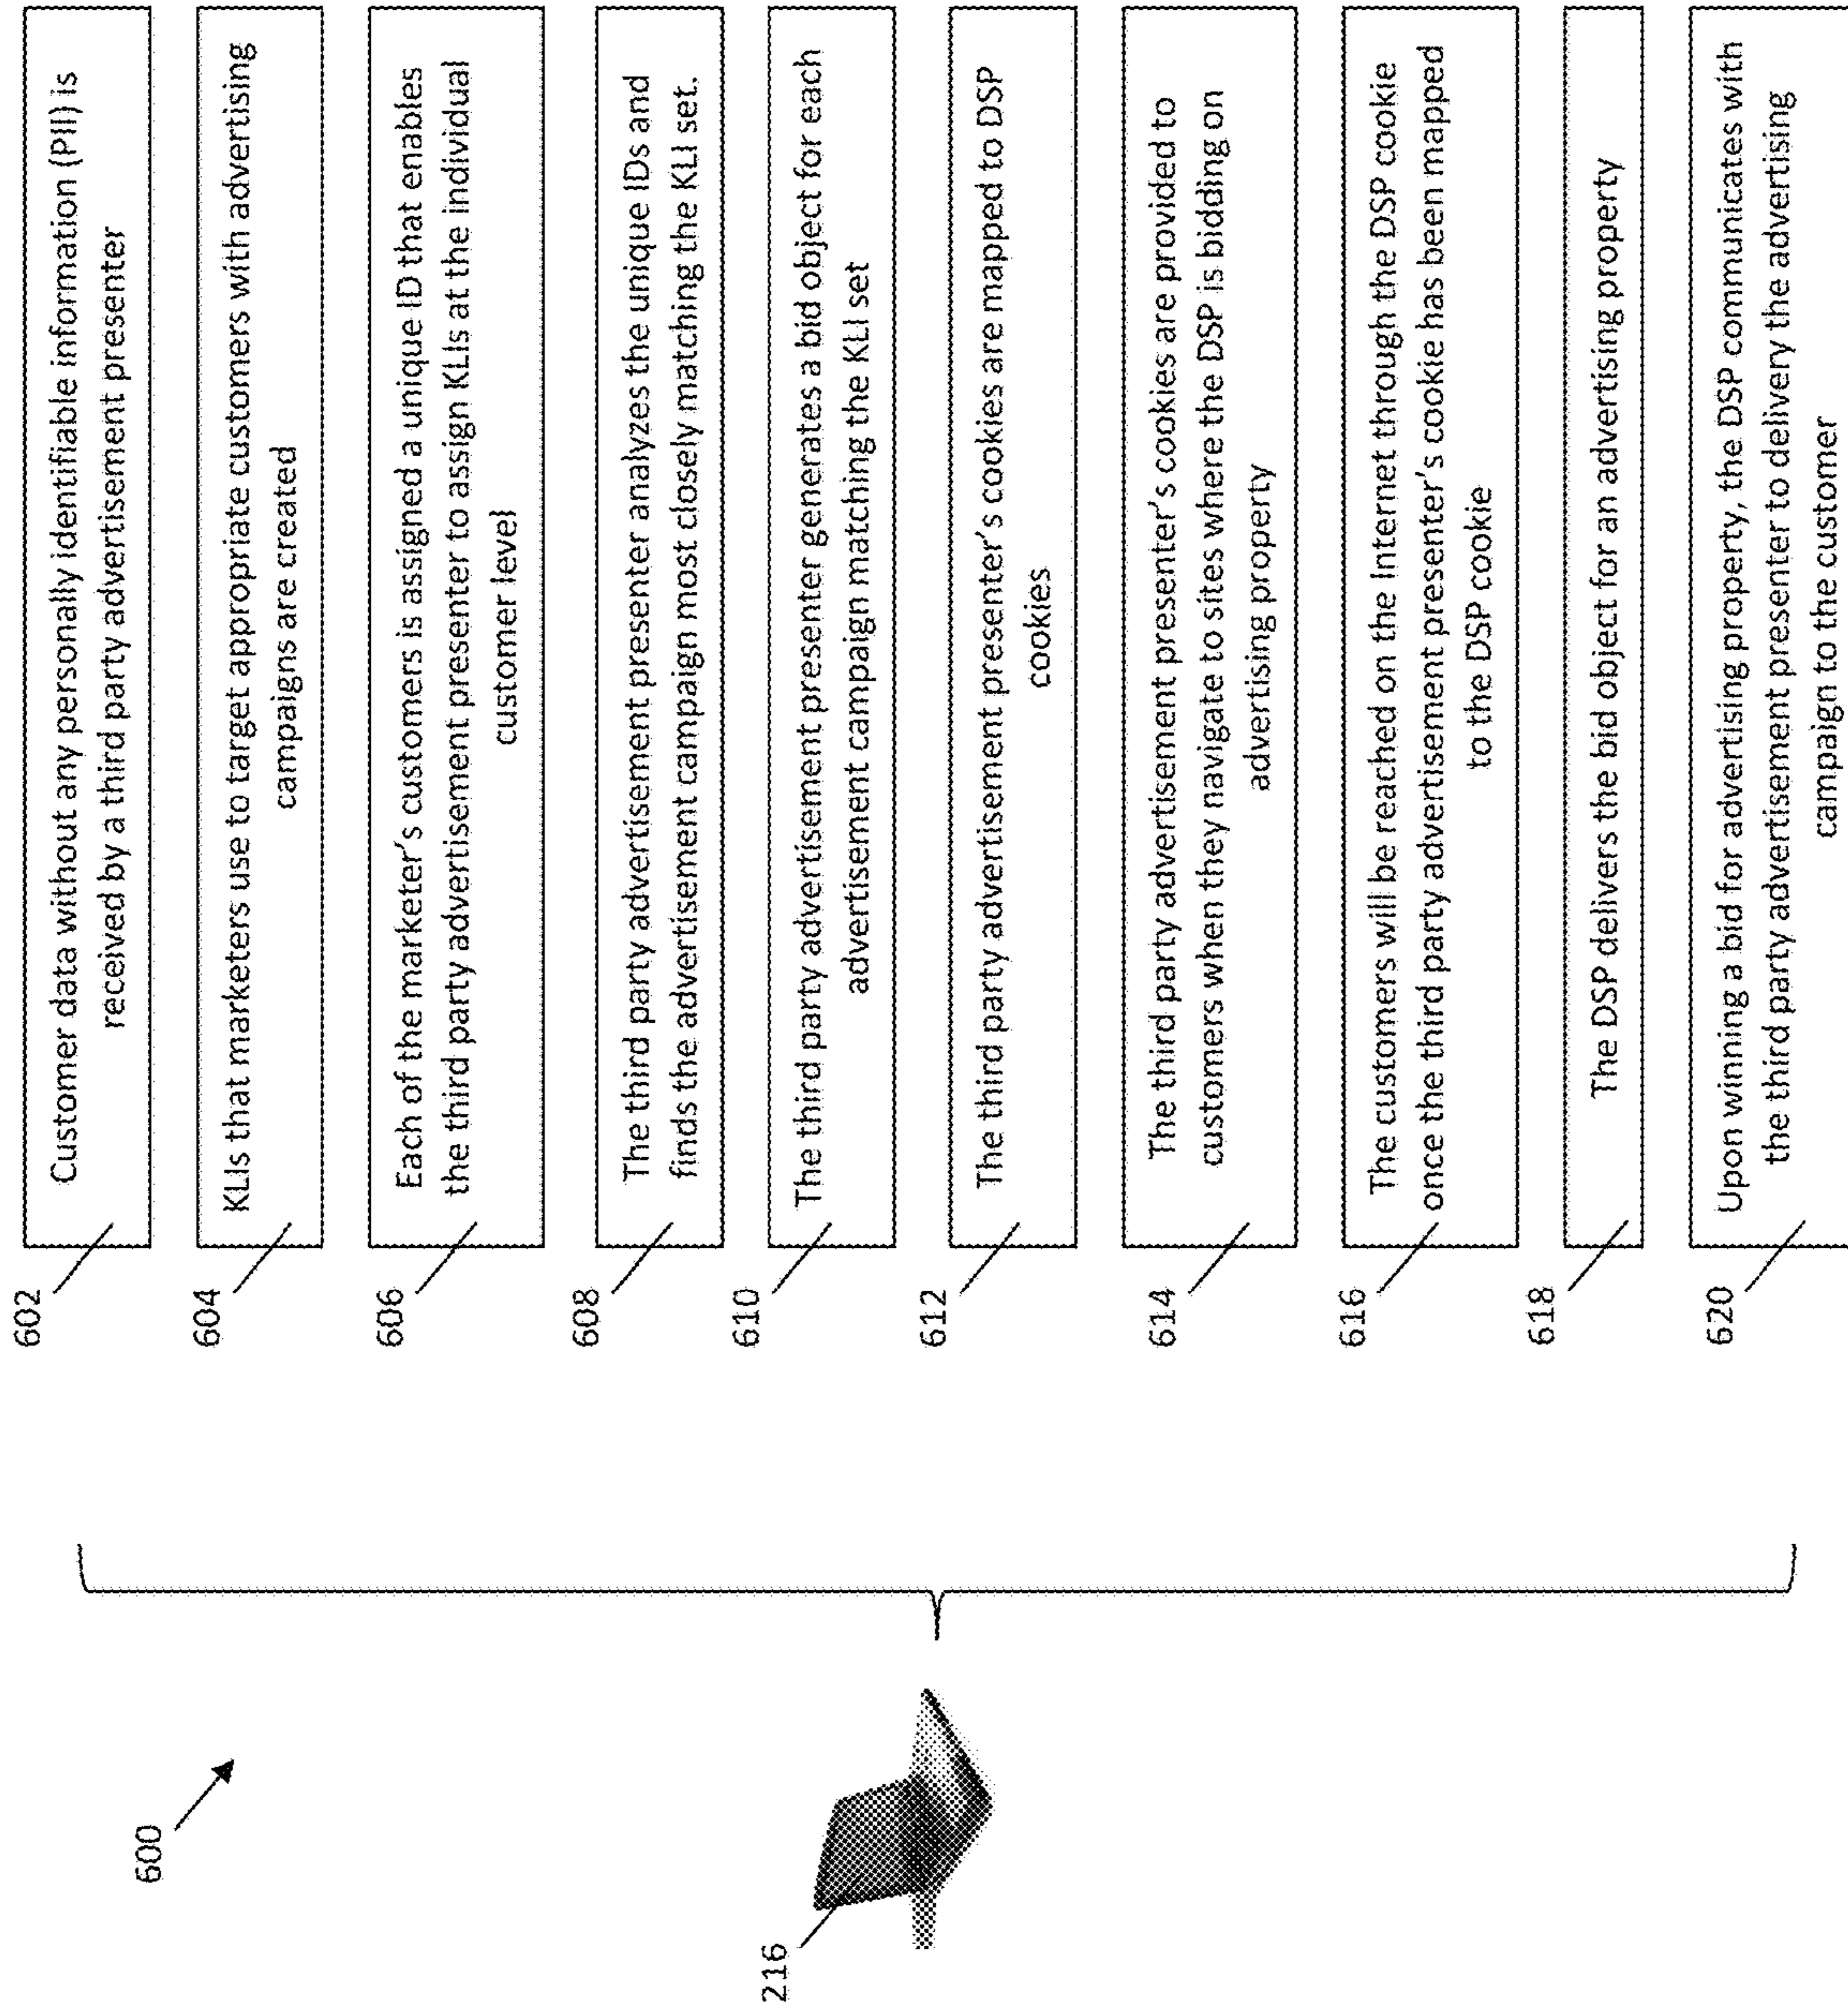 600
216
602
Customer data without any personally identifiable information (PII) is
received by a third party advertisement presenter
604
KLIs that marketers use to target appropriate customers with advertising
campaigns are created
606
Each of the marketer's customers is assigned a unique ID that enables
the third party advertisement presenter to assign KLIs at the individual
customer level
608
The third party advertisement presenter analyzes the unique IDs and
finds the advertisement campaign most closely matching the KLI set.
610
The third party advertisement presenter generates a bid object for each
advertisement campaign matching the KLI set
612
The third party advertisement presenter's cookies are mapped to DSP
cookies
614
The third party advertisement presenter's cookies are provided to
customers when they navigate to sites where the DSP is bidding on
advertising property
616
The customers will be reached on the Internet through the DSP cookie
once the third party advertisement presenter's cookie has been mapped
to the DSP cookie
618
The DSP delivers the bid object for an advertising property
620
Upon winning a bid for advertising property, the DSP communicates with
the third party advertisement presenter to delivery the advertising
campaign to the customer